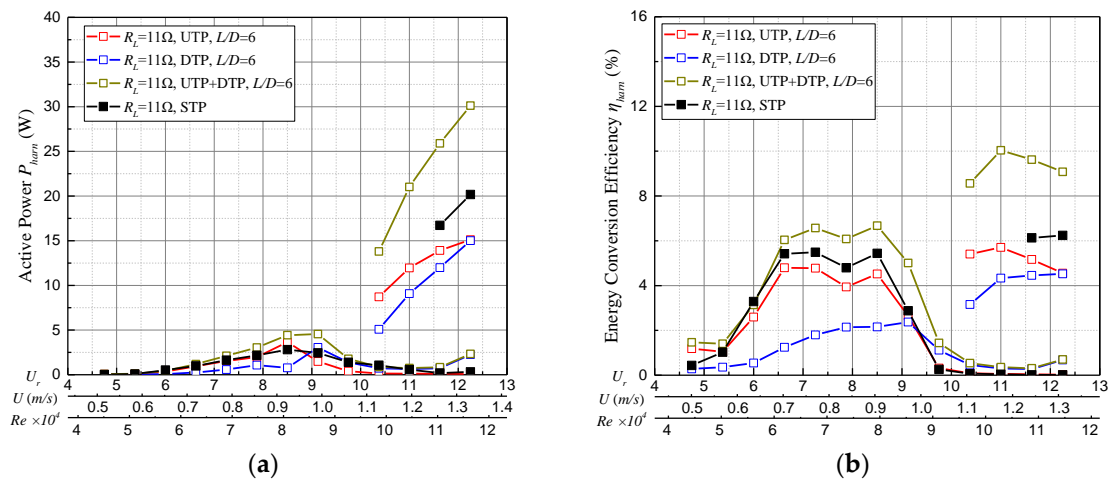 (a)
Active Power P_harn (W)
R_L=11Ω, UTP, L/D=6
R_L=11Ω, DTP, L/D=6
R_L=11Ω, UTP+DTP, L/D=6
R_L=11Ω, STP
40
35
30
25
20
15
10
5
0
4 5 6 7 8 9 10 11 12 13
U_r
U (m/s) 0.5 0.6 0.7 0.8 0.9 1.0 1.1 1.2 1.3 1.4
Re ×10^4 4 5 6 7 8 9 10 11 12
(b)
Energy Conversion Efficiency η_harn (%)
R_L=11Ω, UTP, L/D=6
R_L=11Ω, DTP, L/D=6
R_L=11Ω, UTP+DTP, L/D=6
R_L=11Ω, STP
16
12
8
4
0
4 5 6 7 8 9 10 11 12 13
U_r
U (m/s) 0.5 0.6 0.7 0.8 0.9 1.0 1.1 1.2 1.3
Re ×10^4 4 5 6 7 8 9 10 11 12